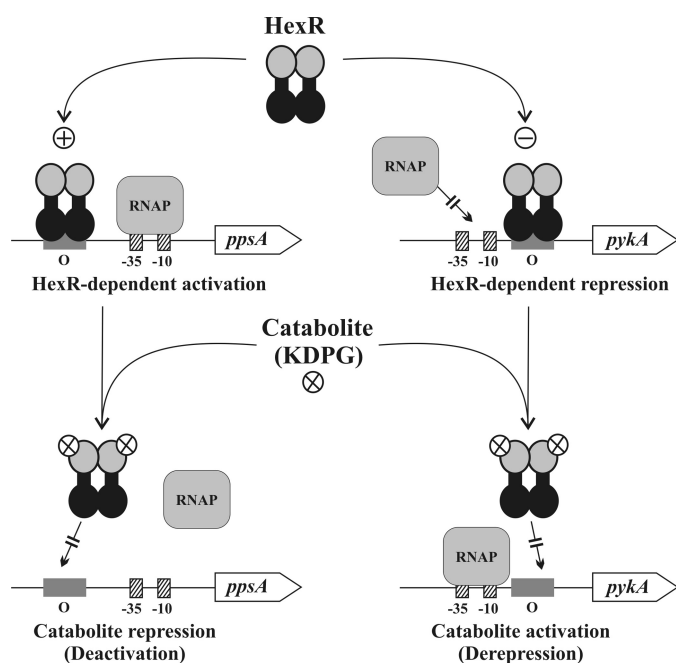 HexR
+
−
RNAP
RNAP
ppsA
pykA
O
-35
-10
-35
-10
O
HexR-dependent activation
HexR-dependent repression
Catabolite
(KDPG)
RNAP
RNAP
ppsA
pykA
O
-35
-10
-35
-10
O
Catabolite repression
(Deactivation)
Catabolite activation
(Derepression)